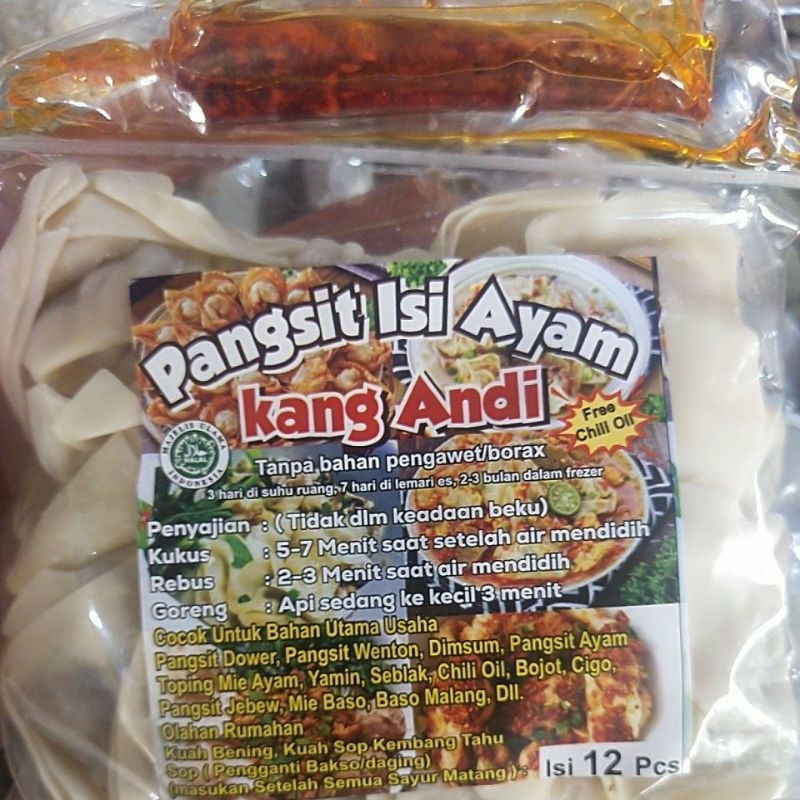 Pangsit Isi Ayam
kang Andi
Free
Chill Oil
MAJELIS ULAMA
HALAL
INDONESIA
Tanpa bahan pengawet/borax
3 hari di suhu ruang, 7 hari di lemari es, 2-3 bulan dalam frezer
Penyajian : ( Tidak dlm keadaan beku)
Kukus : 5-7 Menit saat setelah air mendidih
Rebus : 2-3 Menit saat air mendidih
Goreng : Api sedang ke kecil 3 menit
Cocok Untuk Bahan Utama Usaha
Pangsit Dower, Pangsit Wenton, Dimsum, Pangsit Ayam
Toping Mie Ayam, Yamin, Seblak, Chili Oil, Bojot, Cigo,
Pangsit Jebew, Mie Baso, Baso Malang, Dll.
Olahan Rumahan
Kuah Bening, Kuah Sop Kembang Tahu
Sop ( Pengganti Bakso/daging)
(masukan Setelah Semua Sayur Matang ) :
Isi 12 Pcs